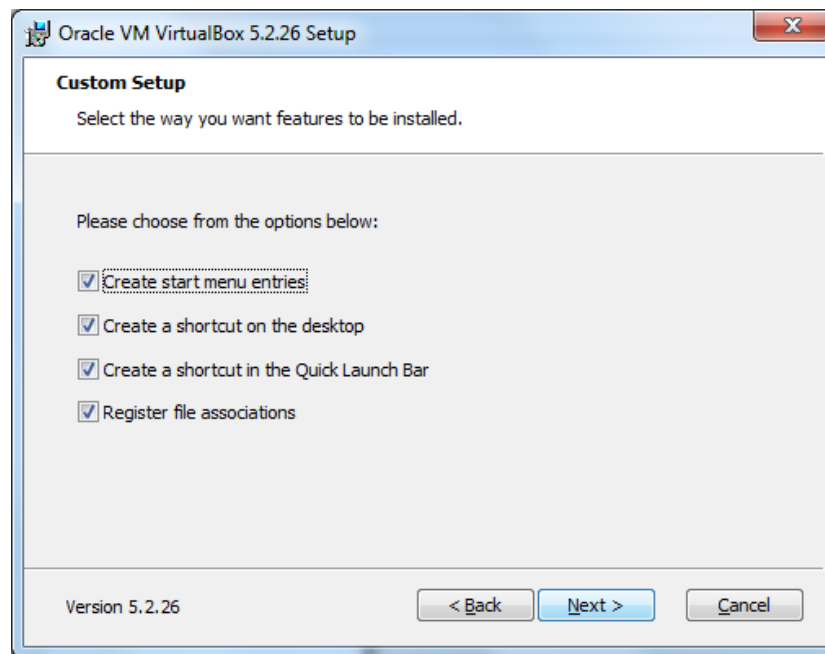 Oracle VM VirtualBox 5.2.26 Setup
Custom Setup
Select the way you want features to be installed.
Please choose from the options below:
Create start menu entries
Create a shortcut on the desktop
Create a shortcut in the Quick Launch Bar
Register file associations
Version 5.2.26
< Back
Next >
Cancel